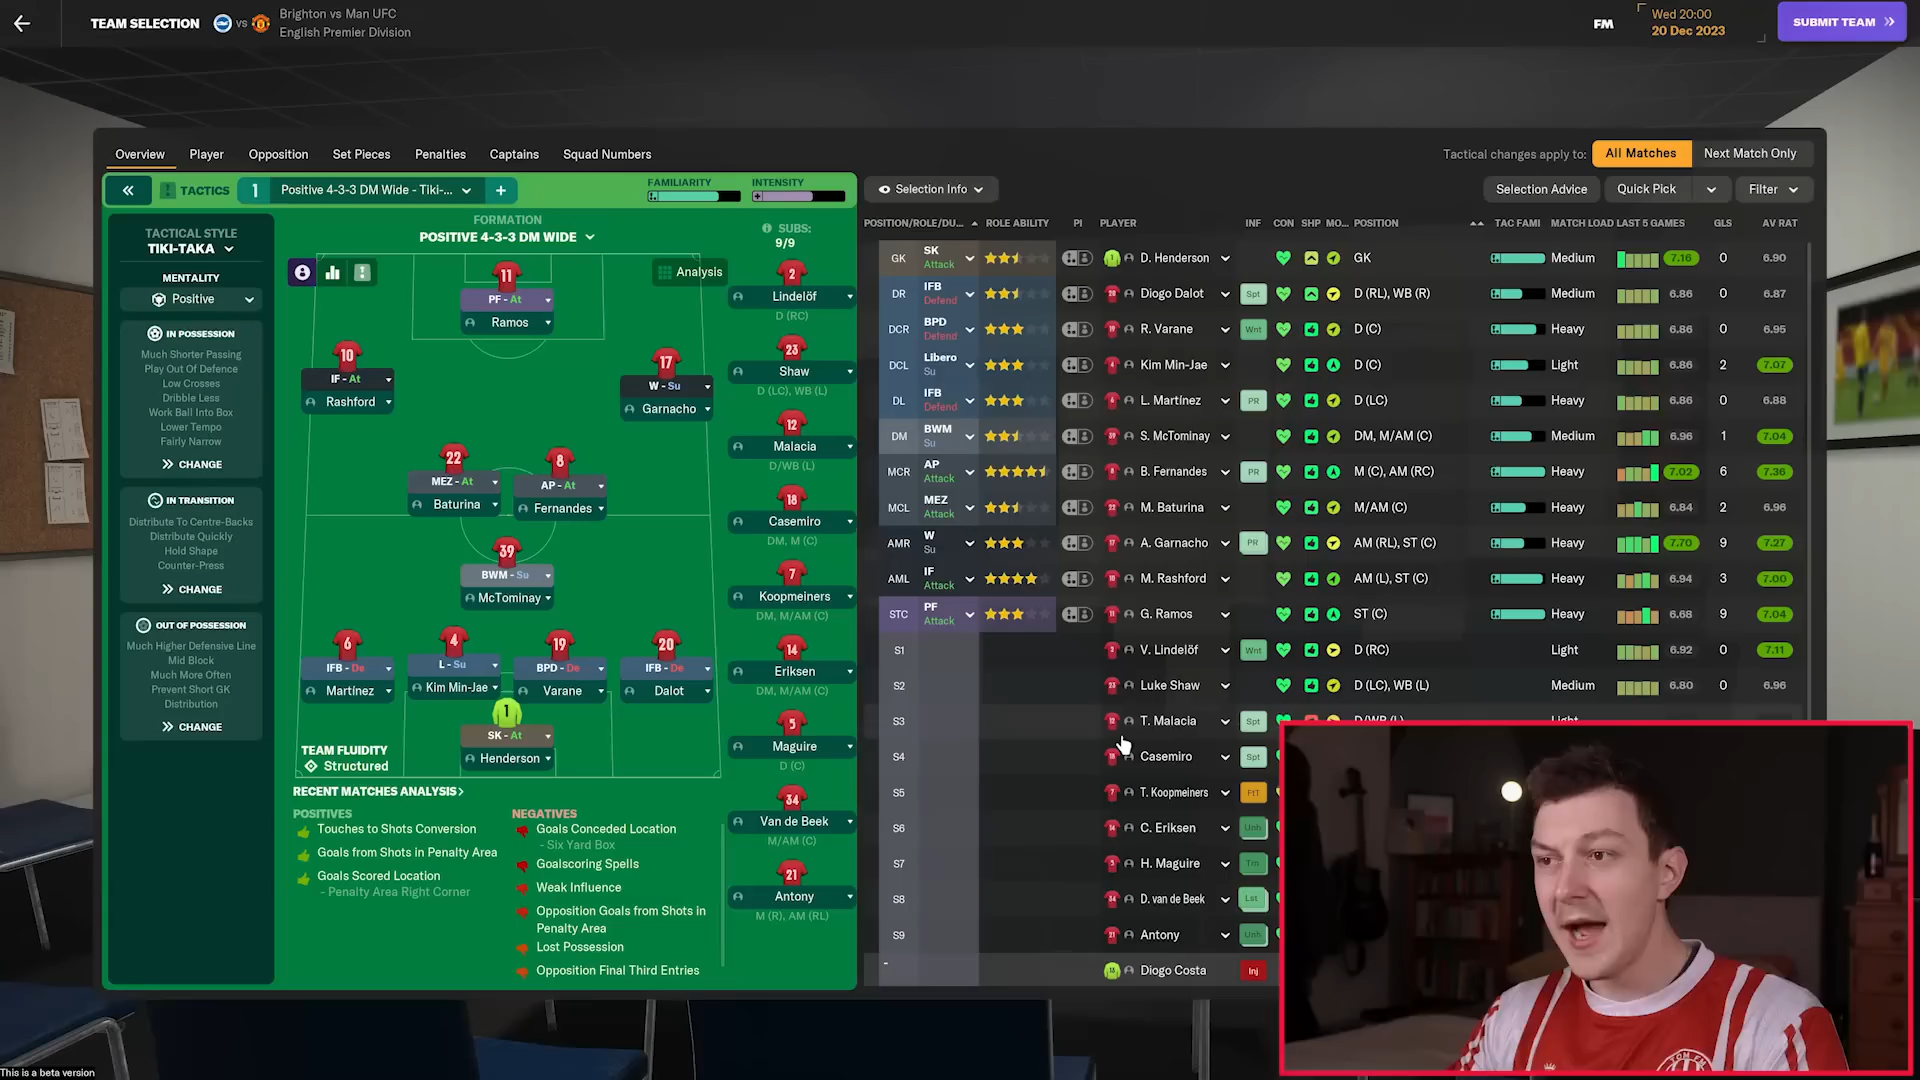 TEAM SELECTION
vs
Brighton vs Man UFC
English Premier Division
FM
Wed 20:00
20 Dec 2023
SUBMIT TEAM
Overview
Player
Opposition
Set Pieces
Penalties
Captains
Squad Numbers
Tactical changes apply to:
All Matches
Next Match Only
TACTICS
1
Positive 4-3-3 DM Wide - Tiki-...
FAMILIARITY
INTENSITY
TACTICAL STYLE
TIKI-TAKA
MENTALITY
Positive
IN POSSESSION
Much Shorter Passing
Play Out Of Defence
Low Crosses
Dribble Less
Work Ball Into Box
Lower Tempo
Fairly Narrow
CHANGE
IN TRANSITION
Distribute To Centre-Backs
Distribute Quickly
Hold Shape
Counter-Press
CHANGE
OUT OF POSSESSION
Much Higher Defensive Line
Mid Block
Much More Often
Prevent Short GK
Distribution
CHANGE
FORMATION
POSITIVE 4-3-3 DM WIDE
Analysis
11
PF - At
Ramos
10
IF - At
Rashford
17
W - Su
Garnacho
22
MEZ - At
Baturina
8
AP - At
Fernandes
39
BWM - Su
McTominay
6
IFB - De
Martínez
4
L - Su
Kim Min-Jae
19
BPD - De
Varane
20
IFB - De
Dalot
1
SK - At
Henderson
TEAM FLUIDITY
Structured
RECENT MATCHES ANALYSIS
POSITIVES
Touches to Shots Conversion
Goals from Shots in Penalty Area
Goals Scored Location
- Penalty Area Right Corner
NEGATIVES
Goals Conceded Location
- Six Yard Box
Goalscoring Spells
Weak Influence
Opposition Goals from Shots in
Penalty Area
Lost Possession
Opposition Final Third Entries
SUBS:
9/9
2
Lindelöf
D (RC)
23
Shaw
D (LC), WB (L)
12
Malacia
D/WB (L)
18
Casemiro
DM, M (C)
7
Koopmeiners
DM, M/AM (C)
14
Eriksen
DM, M/AM (C)
5
Maguire
D (C)
34
Van de Beek
M/AM (C)
21
Antony
M (R), AM (RL)
Selection Info
Selection Advice
Quick Pick
Filter
POSITION/ROLE/DU... ROLE ABILITY PI PLAYER INF CON SHP MO... POSITION TAC FAMI MATCH LOAD LAST 5 GAMES GLS AV RAT
GK SK Attack D. Henderson GK Medium 7.16 0 6.90
DR IFB Defend Diogo Dalot Spt D (RL), WB (R) Medium 6.86 0 6.87
DCR BPD Defend R. Varane Wnt D (C) Heavy 6.86 0 6.95
DCL Libero Su Kim Min-Jae D (C) Light 6.86 2 7.07
DL IFB Defend L. Martínez PR D (LC) Heavy 6.86 0 6.88
DM BWM Su S. McTominay DM, M/AM (C) Medium 6.96 1 7.04
MCR AP Attack B. Fernandes PR M (C), AM (RC) Heavy 7.02 6 7.36
MCL MEZ Attack M. Baturina M/AM (C) Heavy 6.84 2 6.96
AMR W Su A. Garnacho PR AM (RL), ST (C) Heavy 7.70 9 7.27
AML IF Attack M. Rashford AM (L), ST (C) Heavy 6.94 3 7.00
STC PF Attack G. Ramos ST (C) Heavy 6.68 9 7.04
S1 V. Lindelöf Wnt D (RC) Light 6.92 0 7.11
S2 Luke Shaw D (LC), WB (L) Medium 6.80 0 6.96
S3 T. Malacia Spt D/WB (L) Light
S4 Casemiro Spt
S5 T. Koopmeiners FtT
S6 C. Eriksen Unh
S7 H. Maguire Trn
S8 D. van de Beek Lst
S9 Antony Unh
- Diogo Costa Inj
TOM FM
This is a beta version